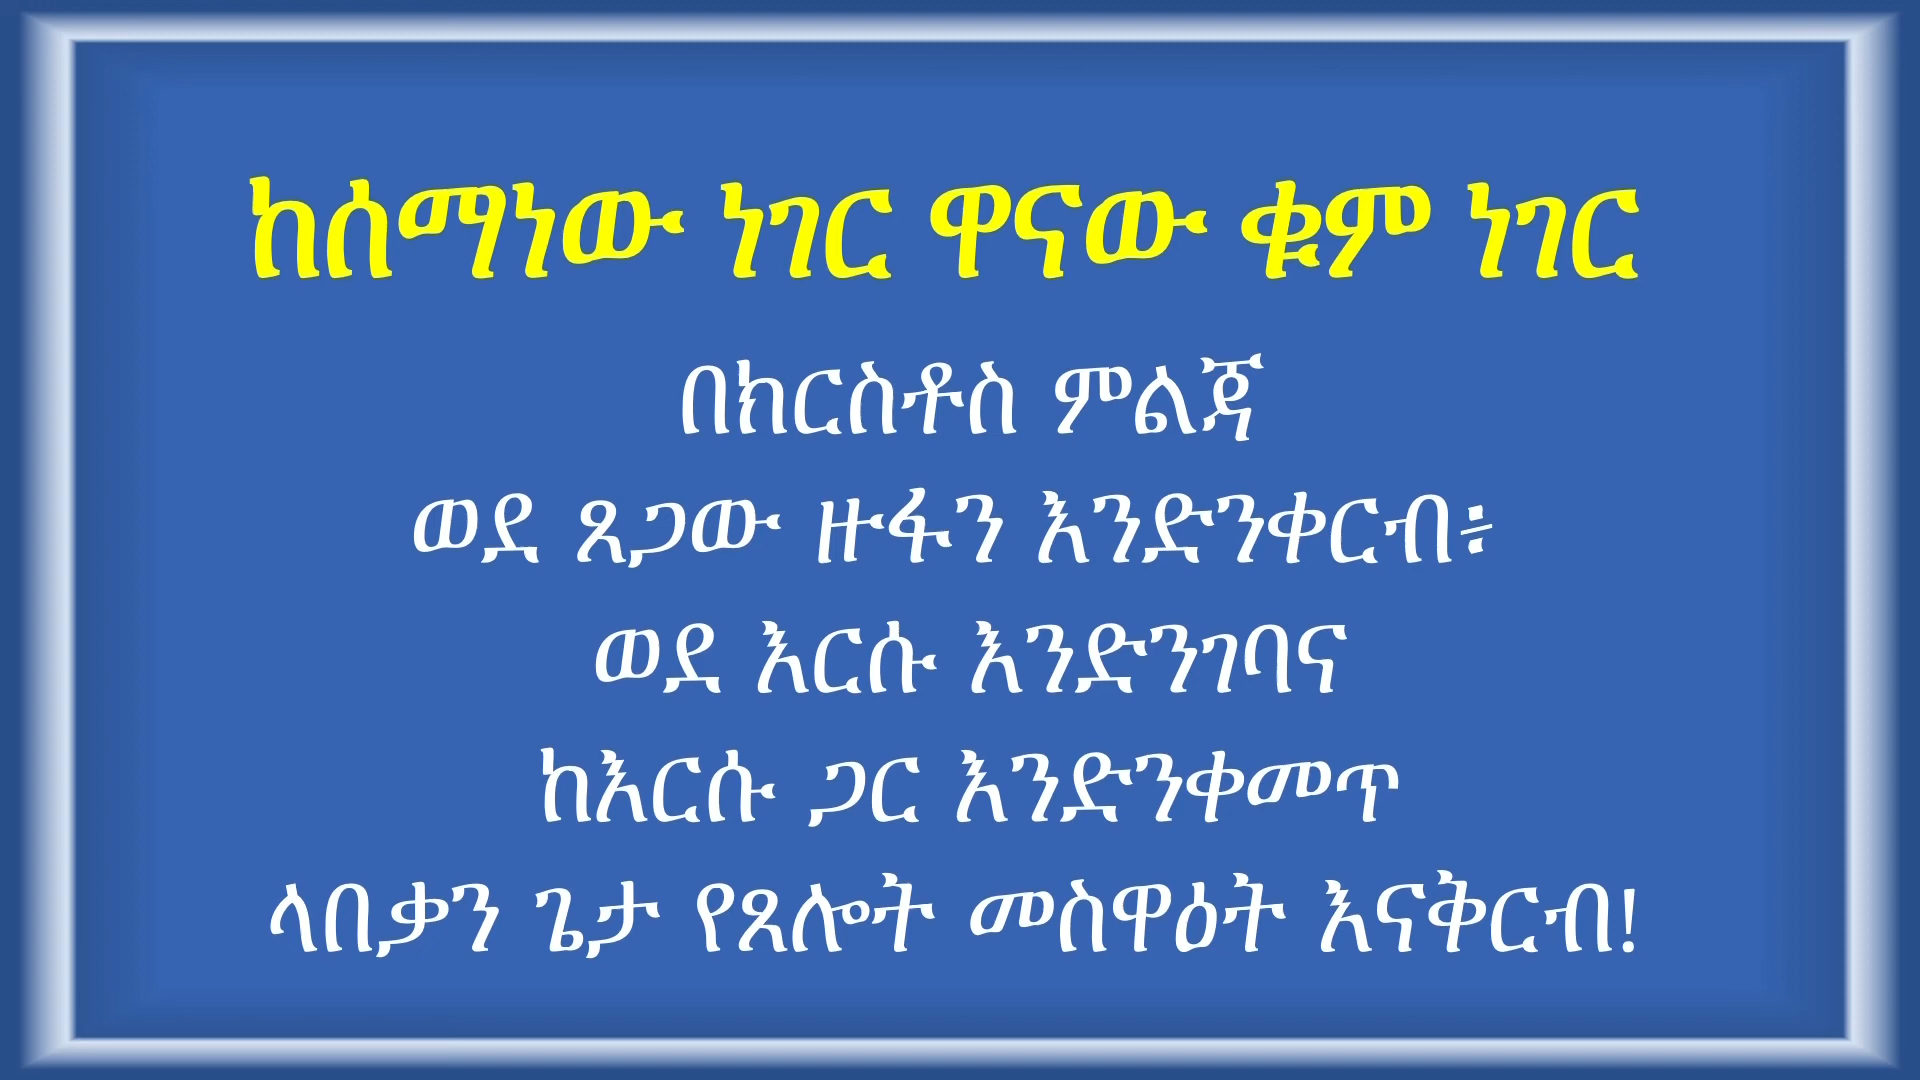 ከሰማነው ነገር ዋናው ቁም ነገር
በክርስቶስ ምልጃ
ወደ ጸጋው ዙፋን እንድንቀርብ፥
ወደ እርሱ እንድንገባና
ከእርሱ ጋር እንድንቀመጥ
ላበቃን ጌታ የጸሎት መስዋዕት እናቅርብ!